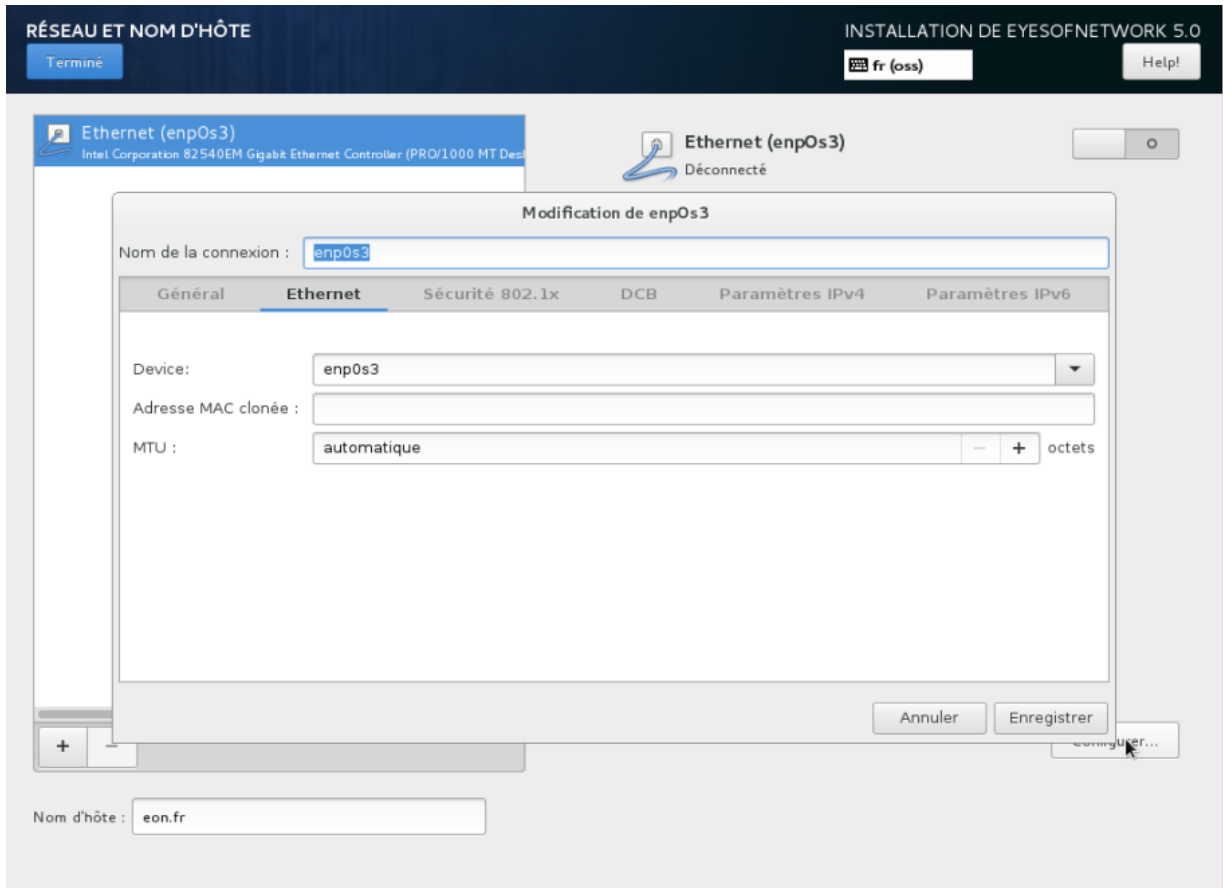 RÉSEAU ET NOM D'HÔTE
INSTALLATION DE EYESOFNETWORK 5.0
Terminé
fr (oss)
Help!
Ethernet (enp0s3)
Intel Corporation 82540EM Gigabit Ethernet Controller (PRO/1000 MT Des
Ethernet (enp0s3)
Déconnecté
Modification de enp0s3
Nom de la connexion :
enp0s3
Général
Ethernet
Sécurité 802.1x
DCB
Paramètres IPv4
Paramètres IPv6
Device:
enp0s3
Adresse MAC clonée :
MTU :
automatique
octets
Annuler
Enregistrer
Configurer...
Nom d'hôte :
eon.fr